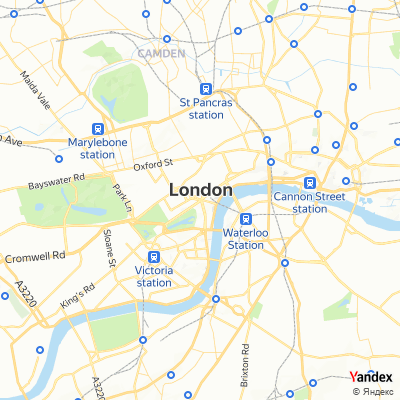 CAMDEN
Maida Vale
St Pancras
station
Marylebone
station
Oxford St
Bayswater Rd
London
Park Ln
Cannon Street
station
Waterloo
Station
Sloane St
Cromwell Rd
Victoria
station
A3220
King's Rd
A3220
Brixton Rd
Yandex
© Яндекс